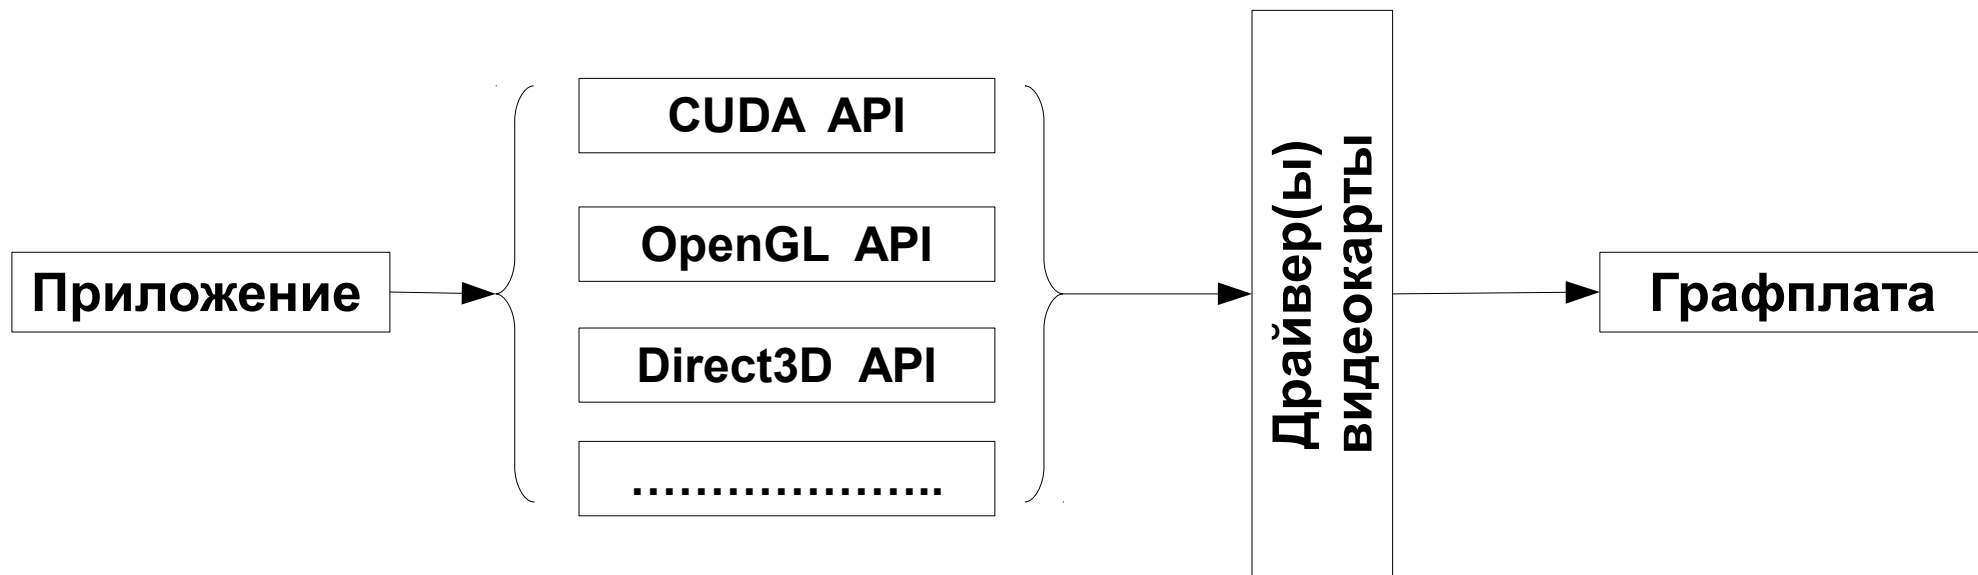 Приложение
CUDA API
OpenGL API
Direct3D API
…………………..
Драйвер(ы)
видеокарты
Графплата